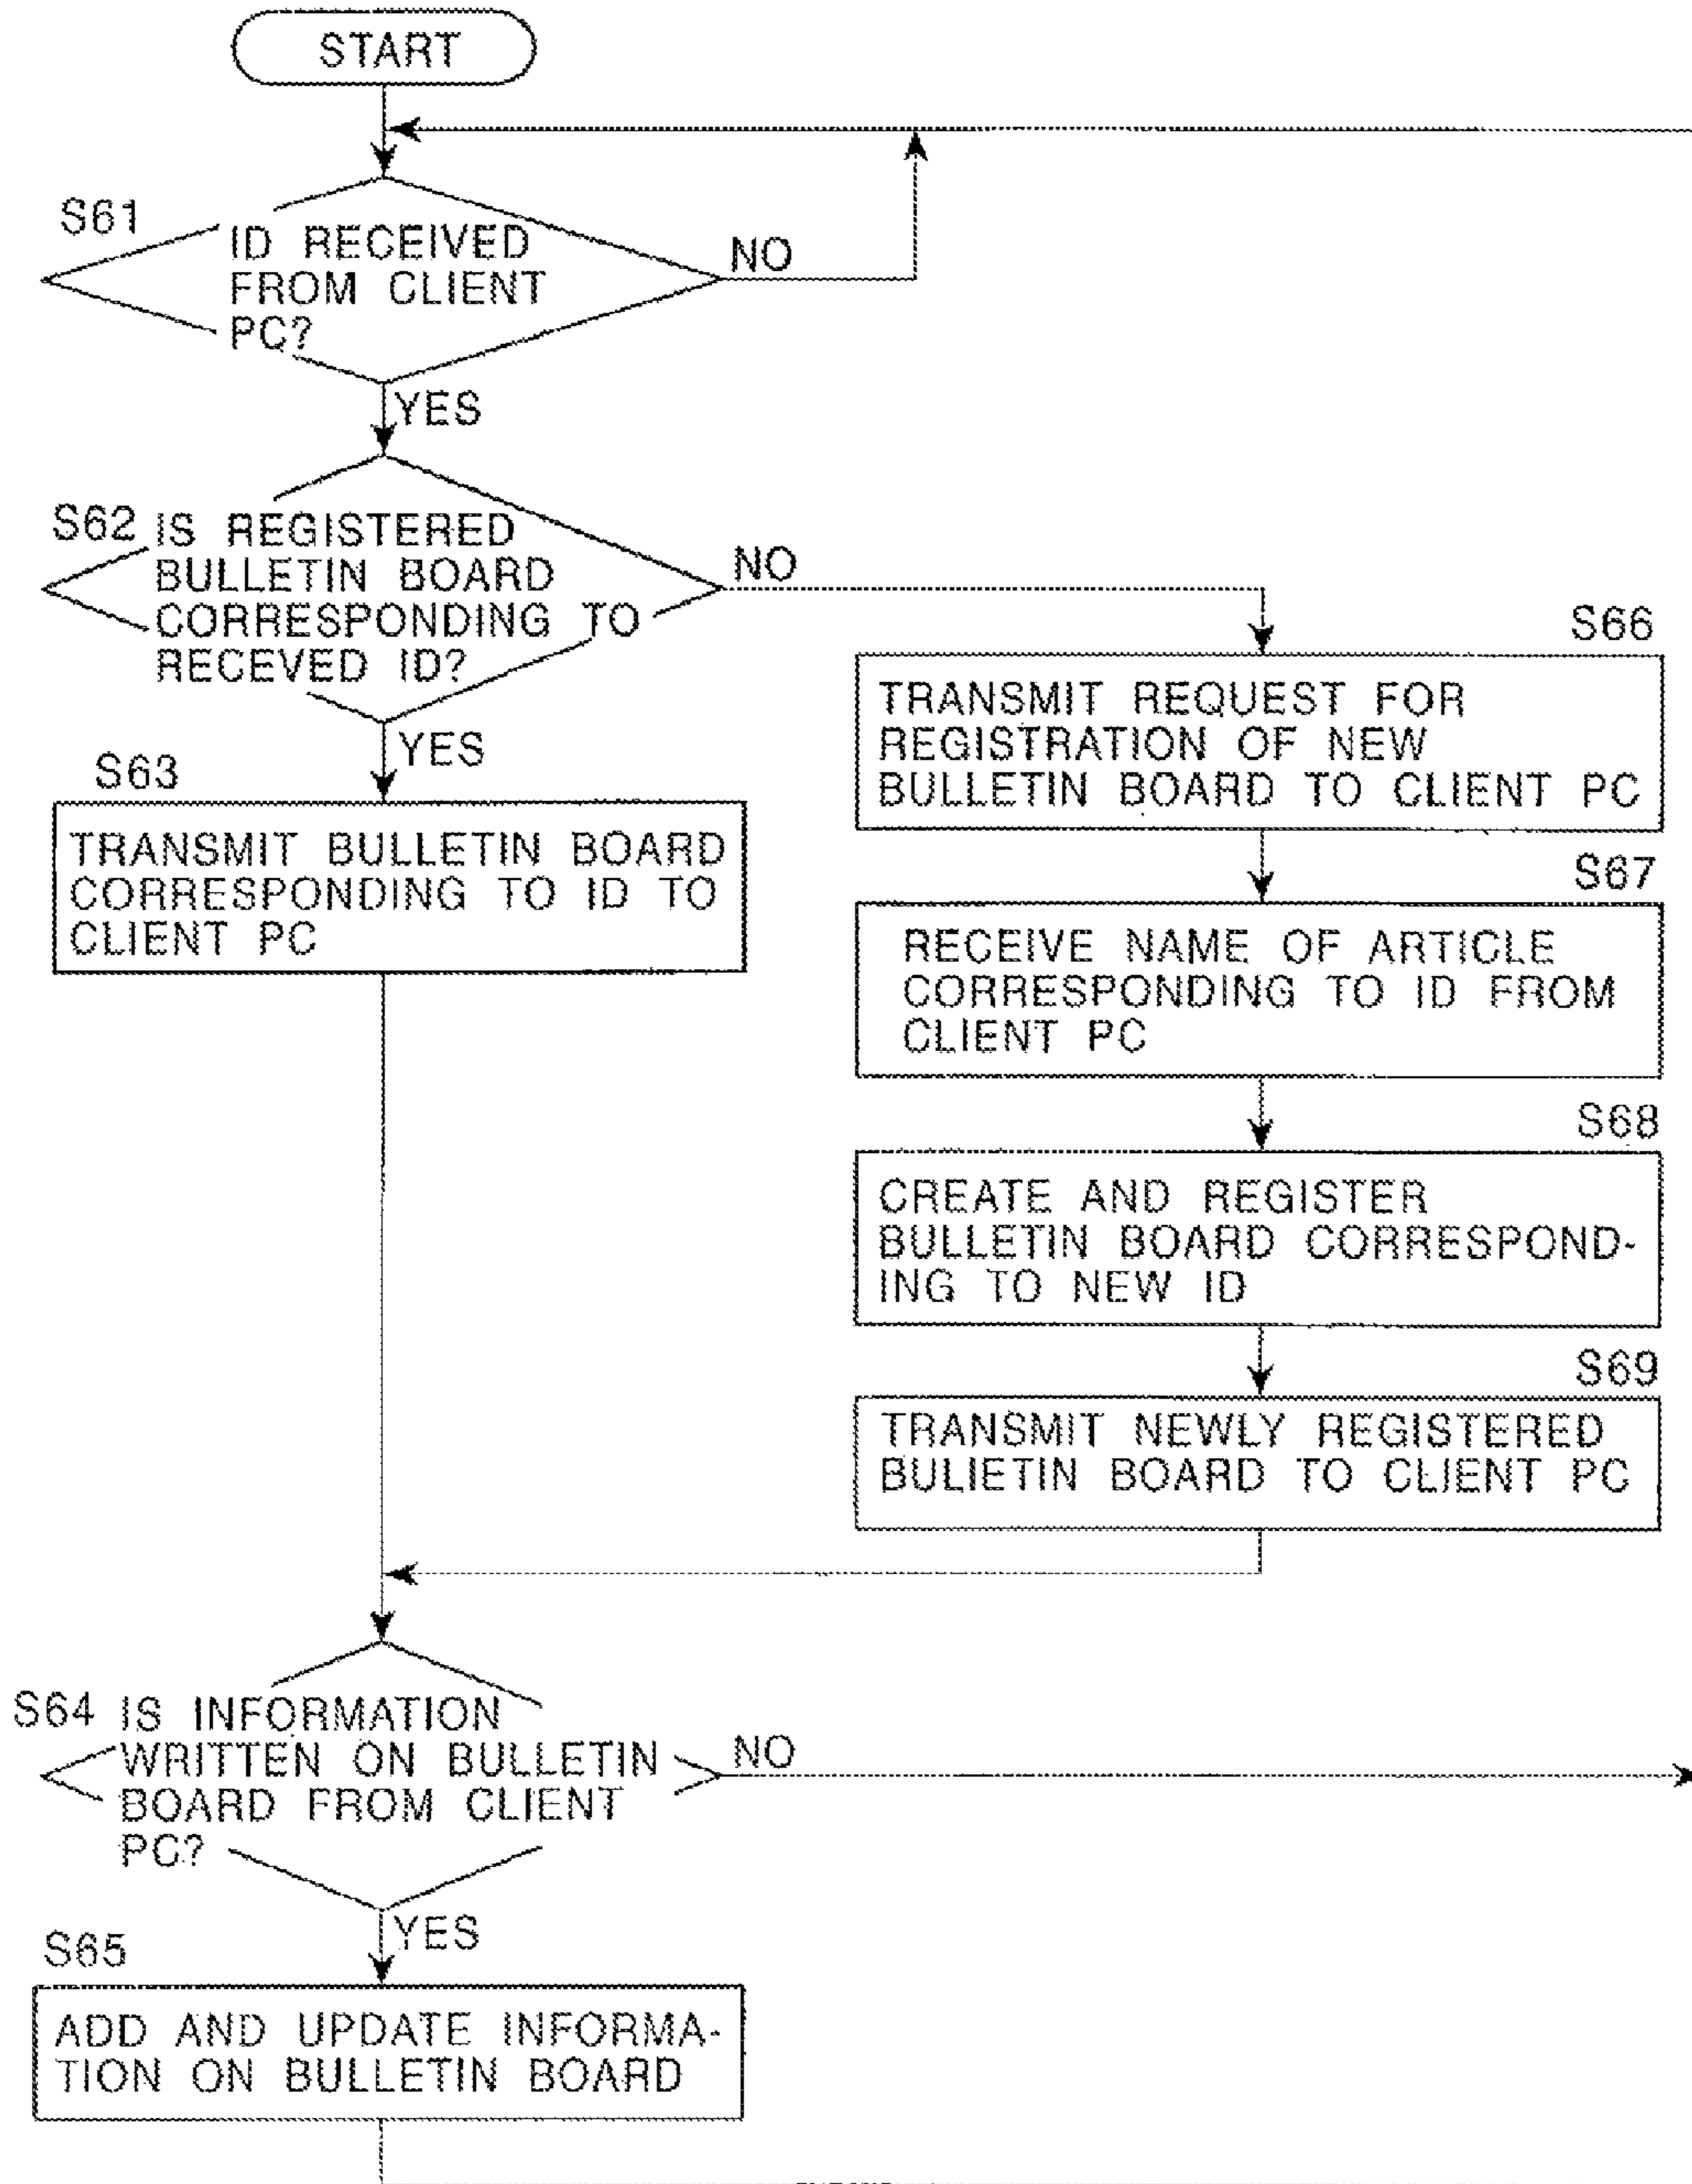 START
S61
ID RECEIVED
FROM CLIENT
PC?
NO
YES
S62
IS REGISTERED
BULLETIN BOARD
CORRESPONDING TO
RECEVED ID?
NO
YES
S63
TRANSMIT BULLETIN BOARD
CORRESPONDING TO ID TO
CLIENT PC
S66
TRANSMIT REQUEST FOR
REGISTRATION OF NEW
BULLETIN BOARD TO CLIENT PC
S67
RECEIVE NAME OF ARTICLE
CORRESPONDING TO ID FROM
CLIENT PC
S68
CREATE AND REGISTER
BULLETIN BOARD CORRESPOND-
ING TO NEW ID
S69
TRANSMIT NEWLY REGISTERED
BULIETIN BOARD TO CLIENT PC
S64
IS INFORMATION
WRITTEN ON BULLETIN
BOARD FROM CLIENT
PC?
NO
YES
S65
ADD AND UPDATE INFORMA-
TION ON BULLETIN BOARD